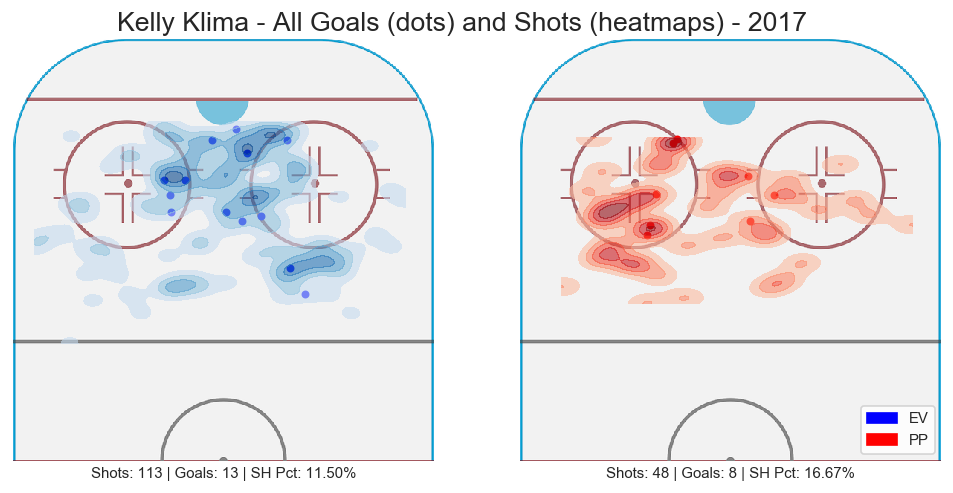 Kelly Klima - All Goals (dots) and Shots (heatmaps) - 2017
EV
PP
Shots: 113 | Goals: 13 | SH Pct: 11.50%
Shots: 48 | Goals: 8 | SH Pct: 16.67%